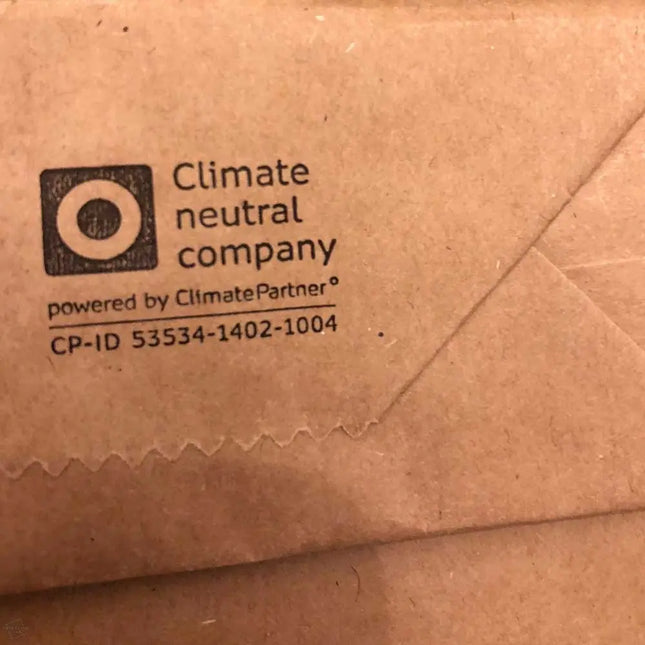 Climate
neutral
company
powered by ClimatePartner°
CP-ID 53534-1402-1004